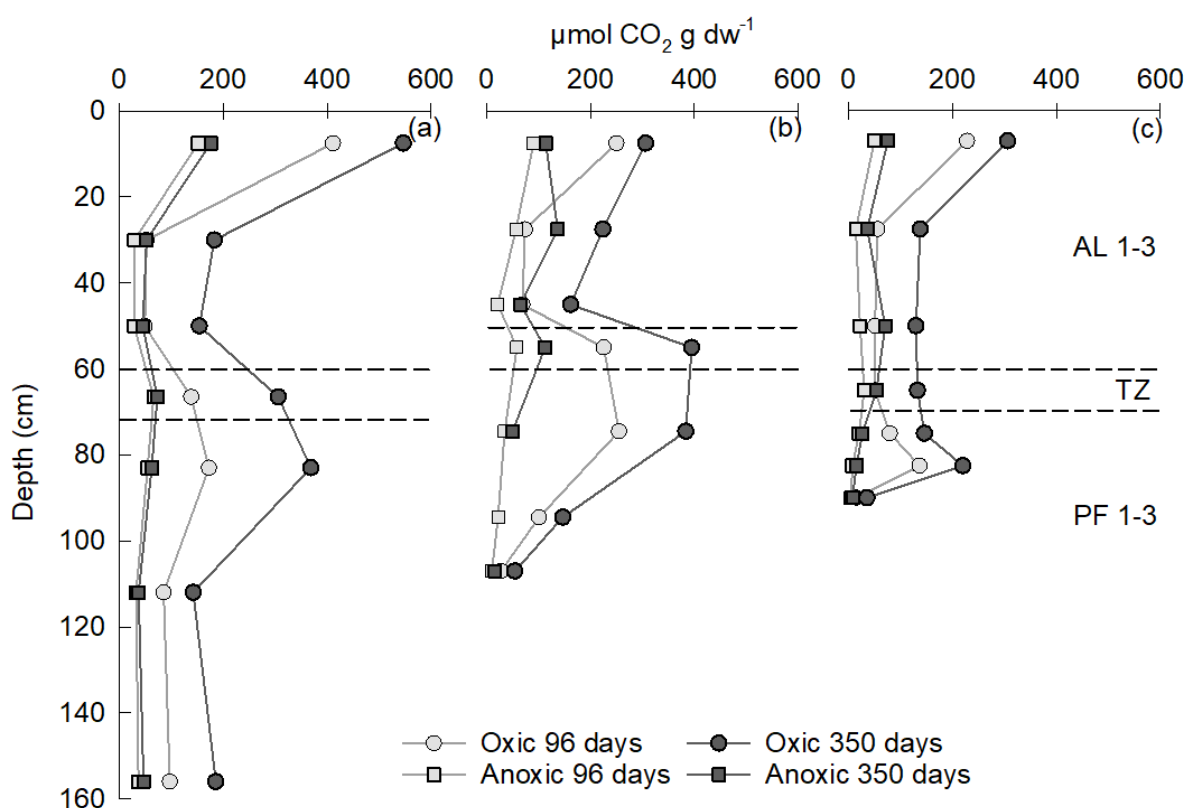 µmol CO₂ g dw⁻¹
0 200 400 600 0 200 400 600 0 200 400 600
(a) (b) (c)
0
20
40
60
80
100
120
140
160
Depth (cm)
AL 1-3
TZ
PF 1-3
Oxic 96 days Oxic 350 days
Anoxic 96 days Anoxic 350 days